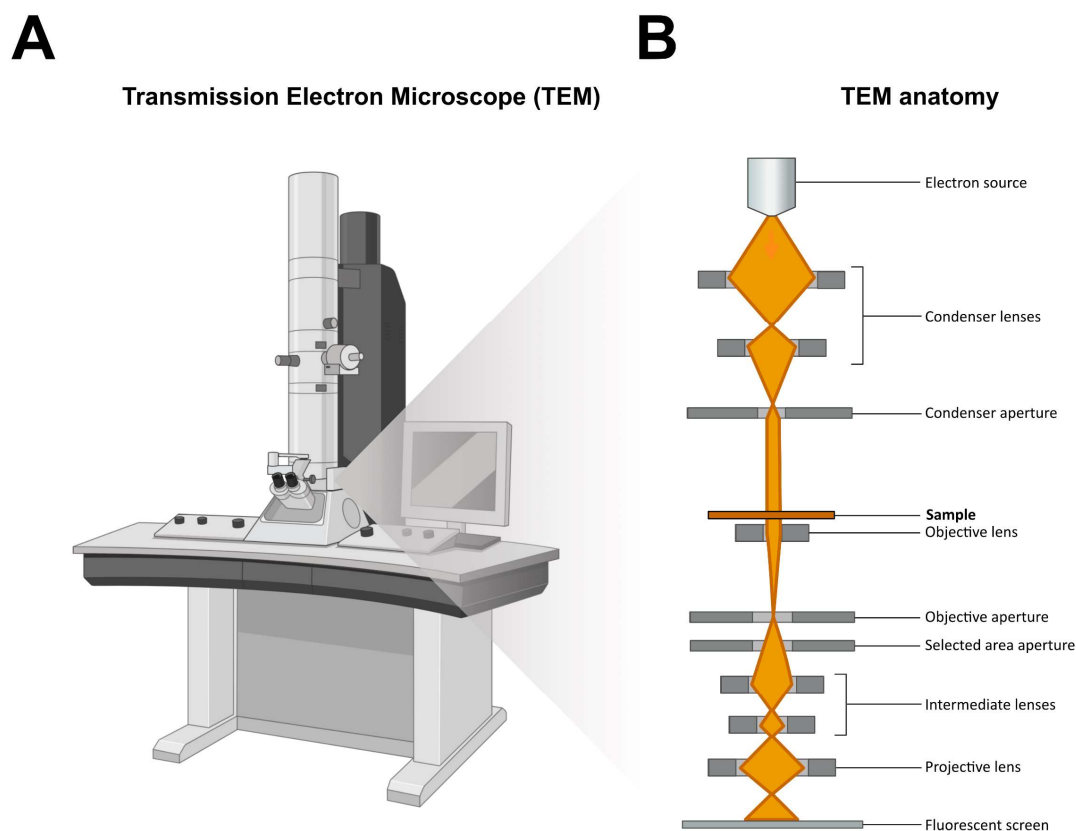 A
B
Transmission Electron Microscope (TEM)
TEM anatomy
Electron source
Condenser lenses
Condenser aperture
Sample
Objective lens
Objective aperture
Selected area aperture
Intermediate lenses
Projective lens
Fluorescent screen